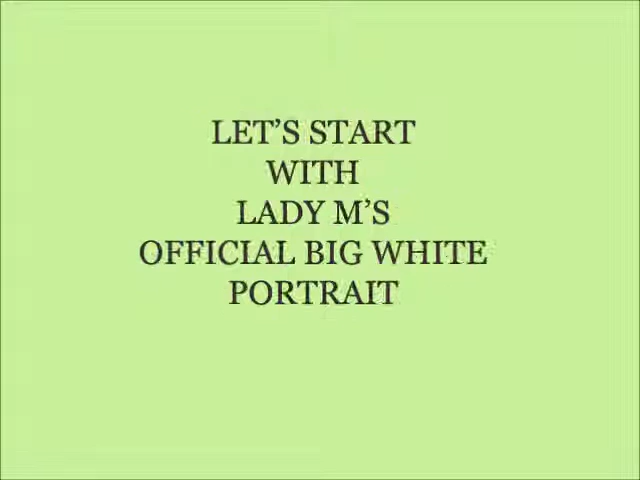 LET’S START
WITH
LADY M’S
OFFICIAL BIG WHITE
PORTRAIT